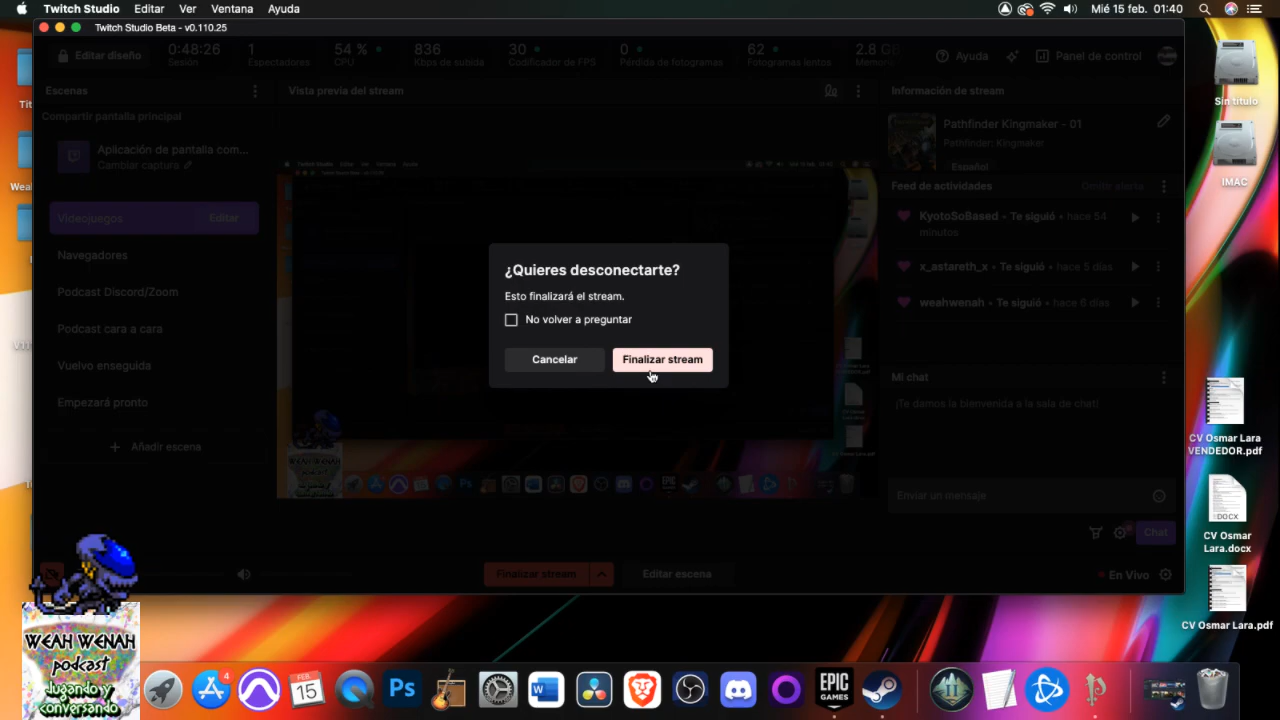 Twitch Studio Editar Ver Ventana Ayuda
Mié 15 feb. 01:40
Twitch Studio Beta - v0.110.25
Editar diseño
0:48:26
Sesión
1
Espectadores
54 %
CPU
836
Kbps de subida
30
Codificador de FPS
0
Pérdida de fotogramas
62
Fotogramas lentos
2.8 GB
Memoria
Ayuda
Panel de control
Escenas
Compartir pantalla principal
Aplicación de pantalla com...
Cambiar captura
Videojuegos
Editar
Navegadores
Podcast Discord/Zoom
Podcast cara a cara
Vuelvo enseguida
Empezará pronto
+ Añadir escena
Vista previa del stream
¿Quieres desconectarte?
Esto finalizará el stream.
No volver a preguntar
Cancelar
Finalizar stream
Finalizar stream
Editar escena
Información de stream
Pathfinder Kingmaker - 01
Pathfinder: Kingmaker
Español
Feed de actividades
Omitir alerta
KyotoSoBased • Te siguió • hace 54
minutos
x_astareth_x • Te siguió • hace 5 días
weahwenah • Te siguió • hace 6 días
Mi chat
¡Te damos la bienvenida a la sala de chat!
Enviar un mensaje
Chat
En Vivo
Sin título
IMAC
CV Osmar Lara
VENDEDOR.pdf
DOCX
CV Osmar
Lara.docx
CV Osmar Lara.pdf
WEAH WENAH
podcast
Jugando y
conversando
4
FEB.
15
Ps
W
EPIC
GAMES